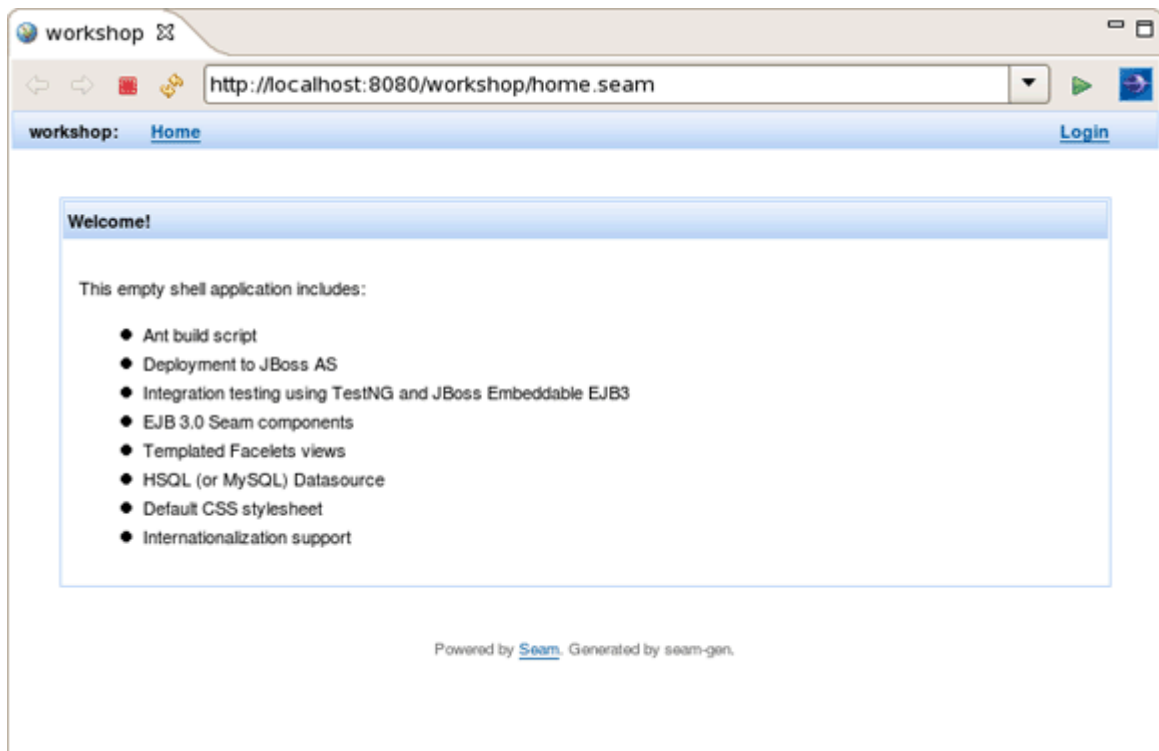 workshop
http://localhost:8080/workshop/home.seam
workshop: Home Login
Welcome!
This empty shell application includes:
Ant build script
Deployment to JBoss AS
Integration testing using TestNG and JBoss Embeddable EJB3
EJB 3.0 Seam components
Templated Facelets views
HSQL (or MySQL) Datasource
Default CSS stylesheet
Internationalization support
Powered by Seam. Generated by seam-gen.